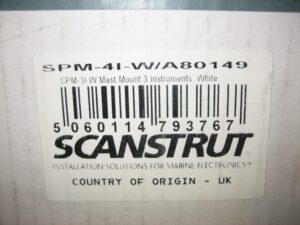 SPM-4I-W/A80149
SPM-3I-W Mast Mount 3 instruments White
5 060114 793767
SCANSTRUT
INSTALLATION SOLUTIONS FOR MARINE ELECTRONICS™
COUNTRY OF ORIGIN - UK